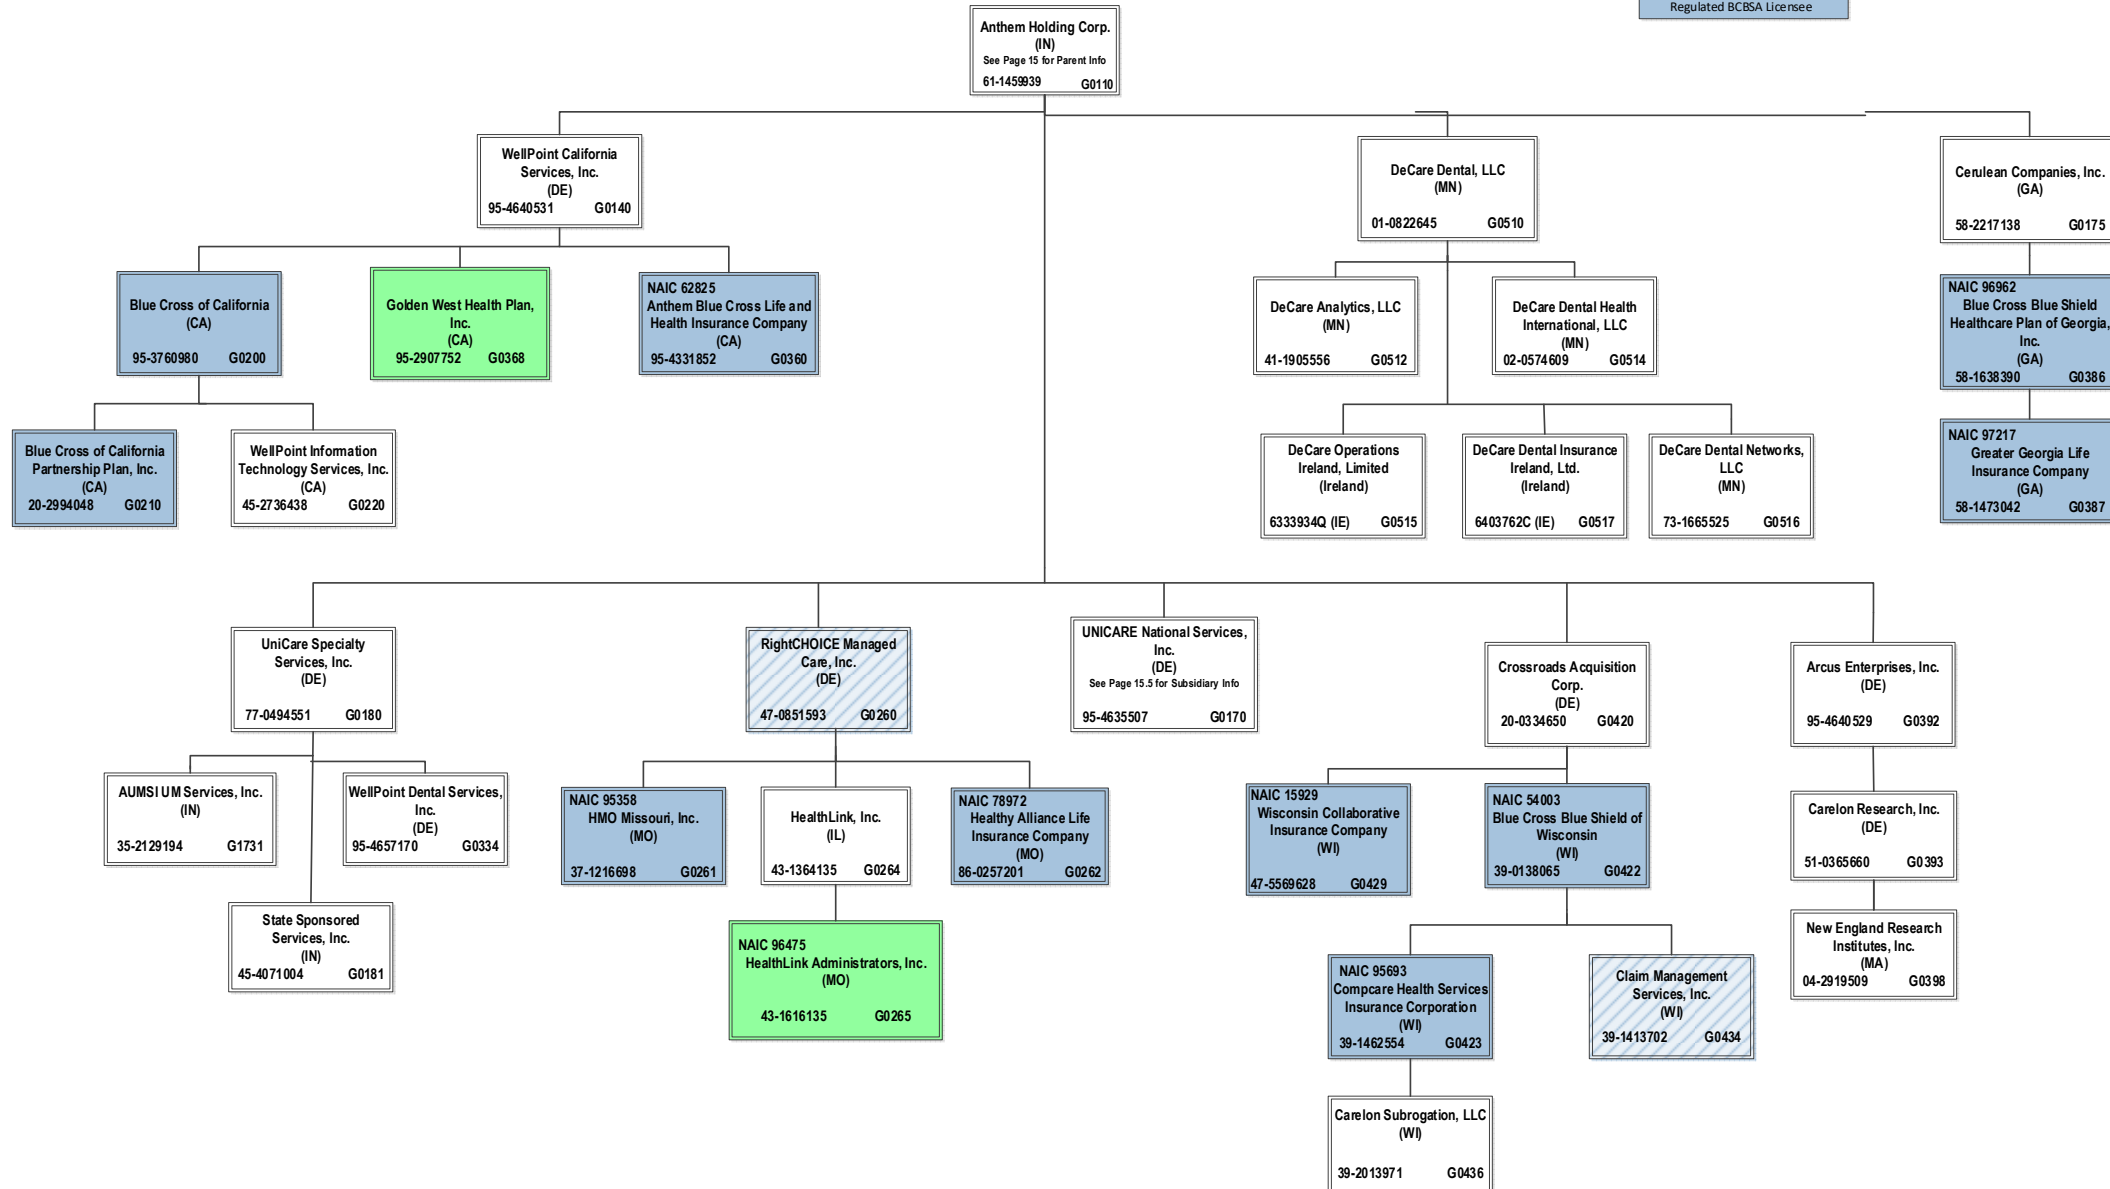 Regulated BCBSA Licensee
Anthem Holding Corp.
(IN)
See Page 15 for Parent Info
61-1459939 G0110
WellPoint California
Services, Inc.
(DE)
95-4640531 G0140
DeCare Dental, LLC
(MN)
01-0822645 G0510
Cerulean Companies, Inc.
(GA)
58-2217138 G0175
Blue Cross of California
(CA)
95-3760980 G0200
Golden West Health Plan,
Inc.
(CA)
95-2907752 G0368
NAIC 62825
Anthem Blue Cross Life and
Health Insurance Company
(CA)
95-4331852 G0360
DeCare Analytics, LLC
(MN)
41-1905556 G0512
DeCare Dental Health
International, LLC
(MN)
02-0574609 G0514
NAIC 96962
Blue Cross Blue Shield
Healthcare Plan of Georgia,
Inc.
(GA)
58-1638390 G0386
Blue Cross of California
Partnership Plan, Inc.
(CA)
20-2994048 G0210
WellPoint Information
Technology Services, Inc.
(CA)
45-2736438 G0220
DeCare Operations
Ireland, Limited
(Ireland)
6333934Q (IE) G0515
DeCare Dental Insurance
Ireland, Ltd.
(Ireland)
6403762C (IE) G0517
DeCare Dental Networks,
LLC
(MN)
73-1665525 G0516
NAIC 97217
Greater Georgia Life
Insurance Company
(GA)
58-1473042 G0387
UniCare Specialty
Services, Inc.
(DE)
77-0494551 G0180
RightCHOICE Managed
Care, Inc.
(DE)
47-0851593 G0260
UNICARE National Services,
Inc.
(DE)
See Page 15.5 for Subsidiary Info
95-4635507 G0170
Crossroads Acquisition
Corp.
(DE)
20-0334650 G0420
Arcus Enterprises, Inc.
(DE)
95-4640529 G0392
AUMSI UM Services, Inc.
(IN)
35-2129194 G1731
WellPoint Dental Services,
Inc.
(DE)
95-4657170 G0334
NAIC 95358
HMO Missouri, Inc.
(MO)
37-1216698 G0261
HealthLink, Inc.
(IL)
43-1364135 G0264
NAIC 78972
Healthy Alliance Life
Insurance Company
(MO)
86-0257201 G0262
NAIC 15929
Wisconsin Collaborative
Insurance Company
(WI)
47-5569628 G0429
NAIC 54003
Blue Cross Blue Shield of
Wisconsin
(WI)
39-0138065 G0422
Carelon Research, Inc.
(DE)
51-0365660 G0393
State Sponsored
Services, Inc.
(IN)
45-4071004 G0181
NAIC 96475
HealthLink Administrators, Inc.
(MO)
43-1616135 G0265
NAIC 95693
Compcare Health Services
Insurance Corporation
(WI)
39-1462554 G0423
Claim Management
Services, Inc.
(WI)
39-1413702 G0434
New England Research
Institutes, Inc.
(MA)
04-2919509 G0398
Carelon Subrogation, LLC
(WI)
39-2013971 G0436